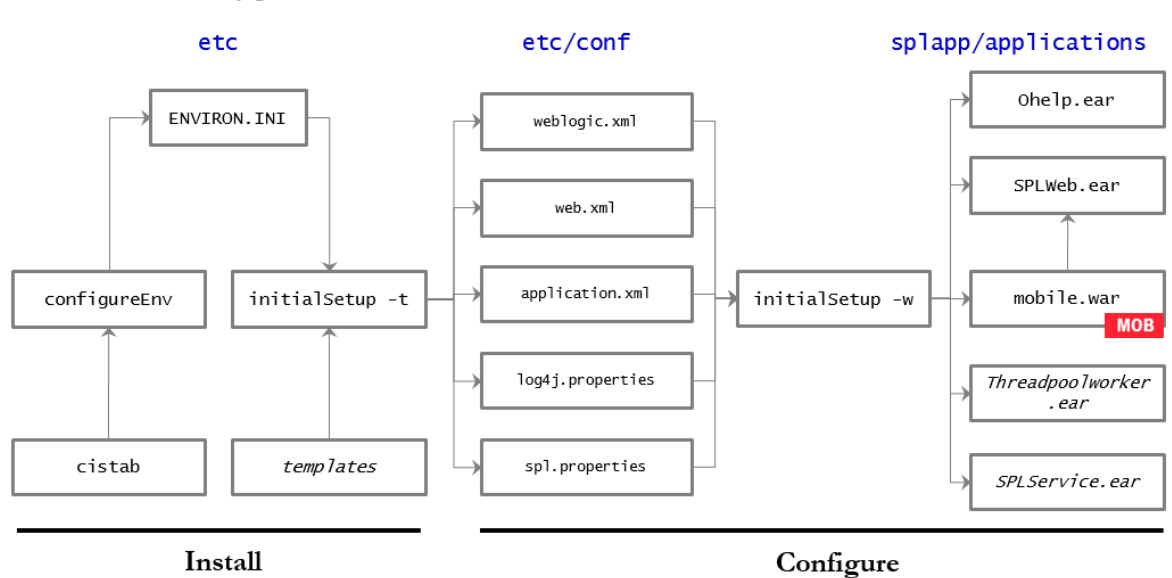 etc
etc/conf
splapp/applications
ENVIRON.INI
configureEnv
initialSetup -t
cistab
templates
weblogic.xml
web.xml
application.xml
log4j.properties
spl.properties
initialSetup -w
Ohelp.ear
SPLWeb.ear
mobile.war
MOB
Threadpoolworker
.ear
SPLService.ear
Install
Configure